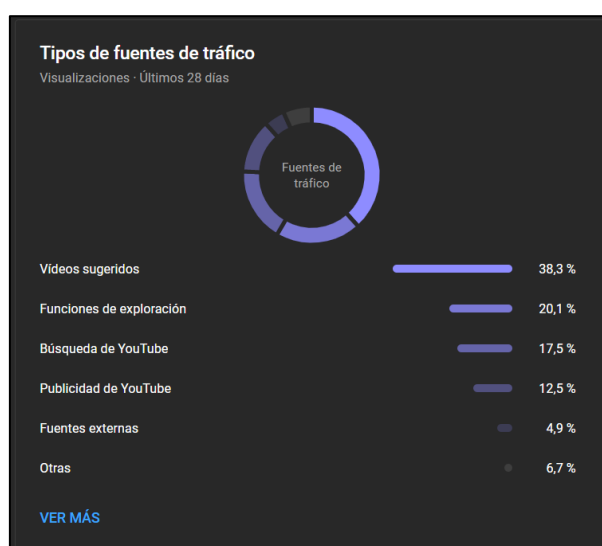 Tipos de fuentes de tráfico
Visualizaciones · Últimos 28 días
Fuentes de
tráfico
Vídeos sugeridos 38,3 %
Funciones de exploración 20,1 %
Búsqueda de YouTube 17,5 %
Publicidad de YouTube 12,5 %
Fuentes externas 4,9 %
Otras 6,7 %
VER MÁS